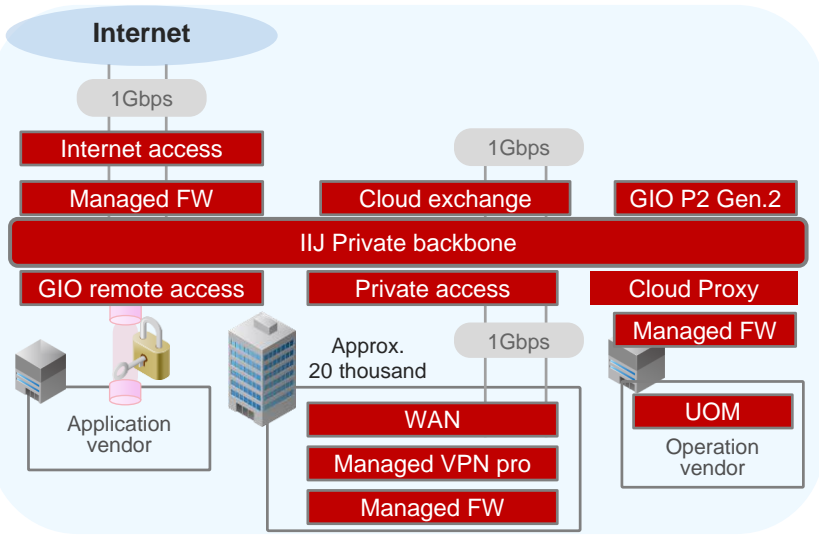 Internet
1Gbps
Internet access
1Gbps
Managed FW
Cloud exchange
GIO P2 Gen.2
IIJ Private backbone
GIO remote access
Private access
Cloud Proxy
Managed FW
1Gbps
Approx.
20 thousand
Application
vendor
WAN
Managed VPN pro
Managed FW
UOM
Operation
vendor